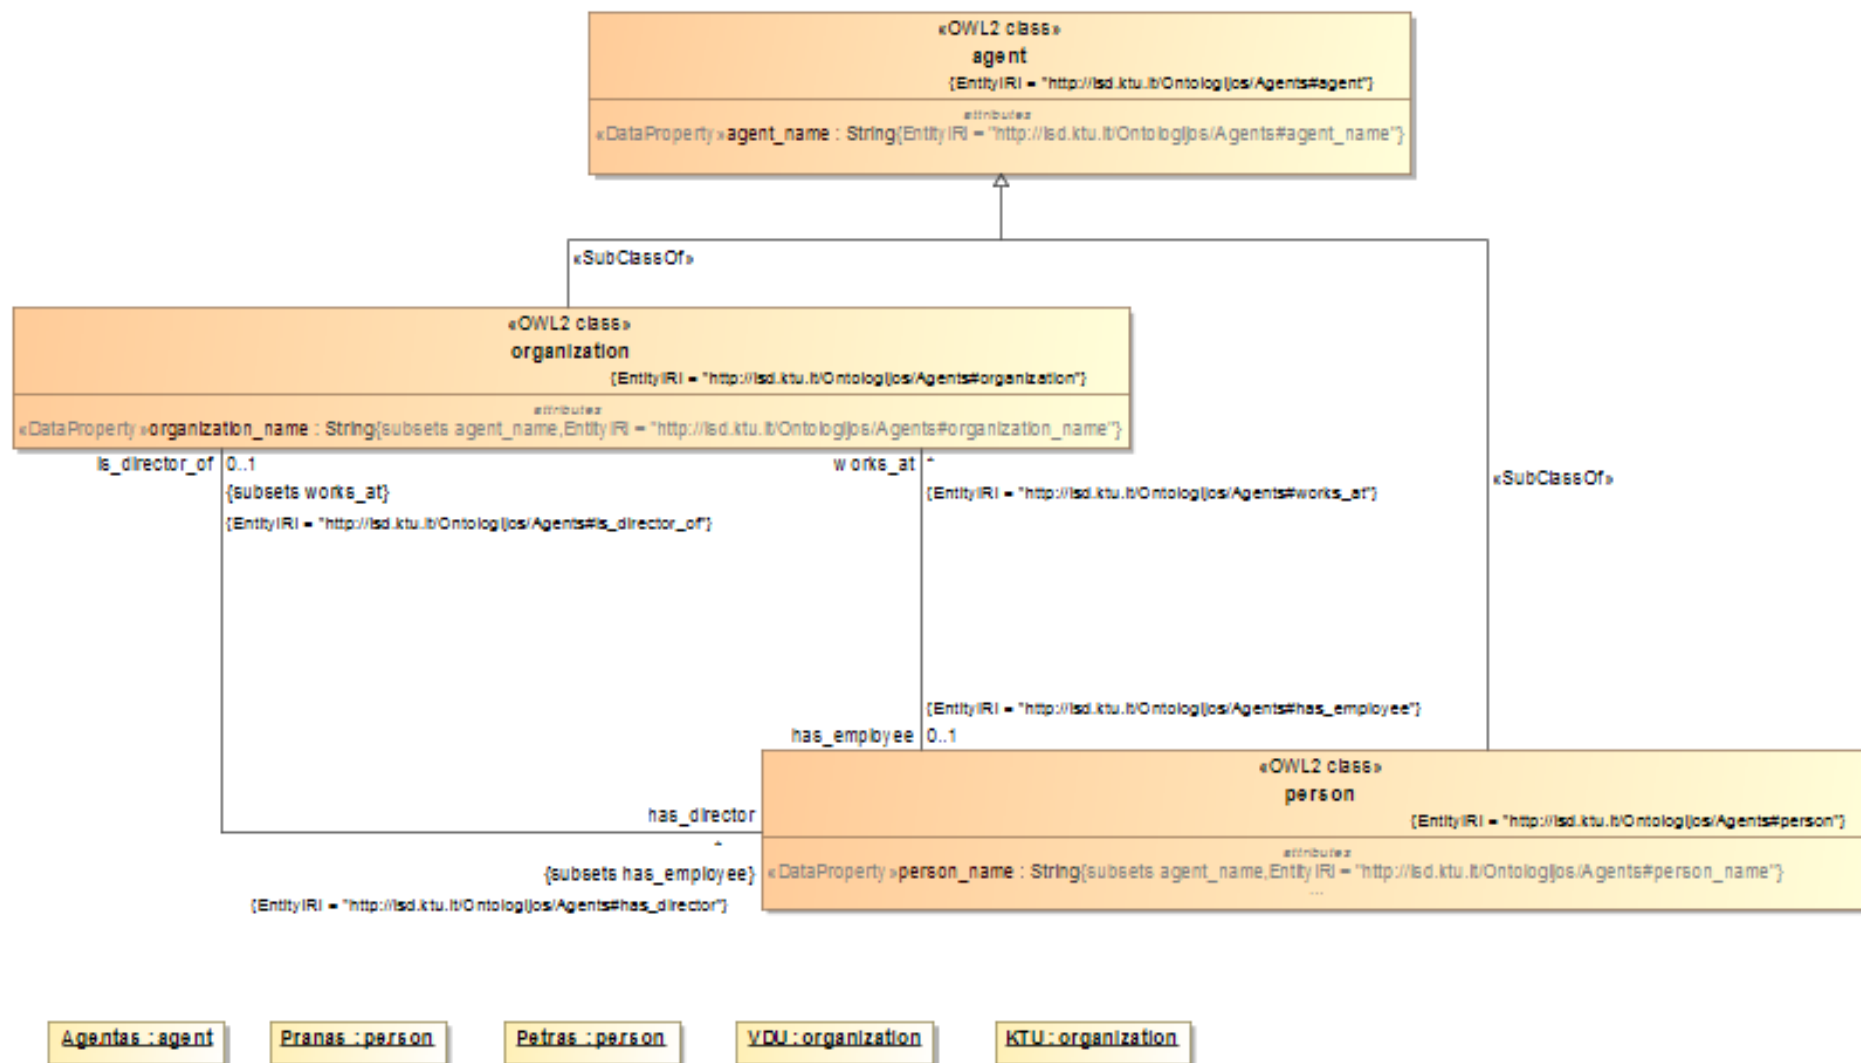 «OWL2 class»
agent
{EntityIRI = "http://isd.ktu.lt/Ontologijos/Agents#agent"}
attributes
«DataProperty»agent_name : String{EntityIRI = "http://isd.ktu.lt/Ontologijos/Agents#agent_name"}
«SubClassOf»
«OWL2 class»
organization
{EntityIRI = "http://isd.ktu.lt/Ontologijos/Agents#organization"}
attributes
«DataProperty»organization_name : String{subsets agent_name,EntityIRI = "http://isd.ktu.lt/Ontologijos/Agents#organization_name"}
is_director_of 0..1
{subsets works_at}
{EntityIRI = "http://isd.ktu.lt/Ontologijos/Agents#is_director_of"}
works_at *
{EntityIRI = "http://isd.ktu.lt/Ontologijos/Agents#works_at"}
«SubClassOf»
{EntityIRI = "http://isd.ktu.lt/Ontologijos/Agents#has_employee"}
has_employee 0..1
«OWL2 class»
person
{EntityIRI = "http://isd.ktu.lt/Ontologijos/Agents#person"}
attributes
«DataProperty»person_name : String{subsets agent_name,EntityIRI = "http://isd.ktu.lt/Ontologijos/Agents#person_name"}
...
has_director
*
{subsets has_employee}
{EntityIRI = "http://isd.ktu.lt/Ontologijos/Agents#has_director"}
Agentas : agent
Pranas : person
Petras : person
VDU : organization
KTU : organization